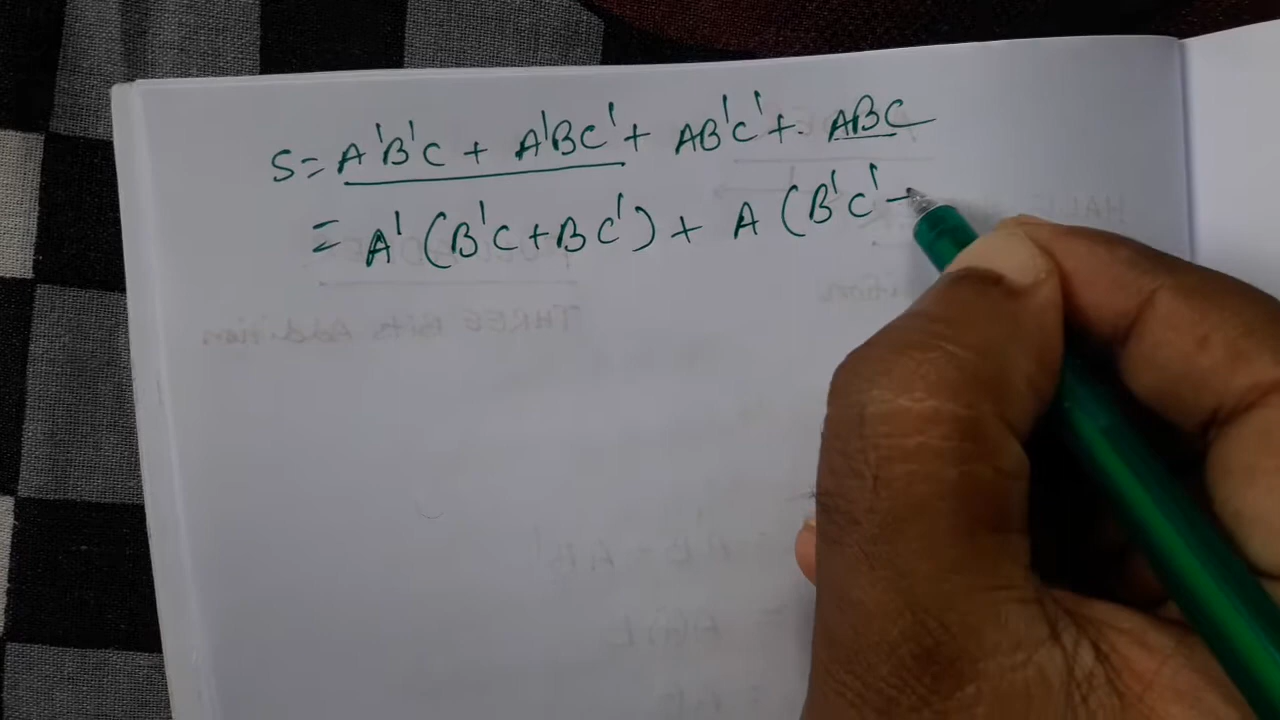 S= A'B'C + A'BC' + AB'C' + ABC
= A' (B'C+BC') + A (B'C' -